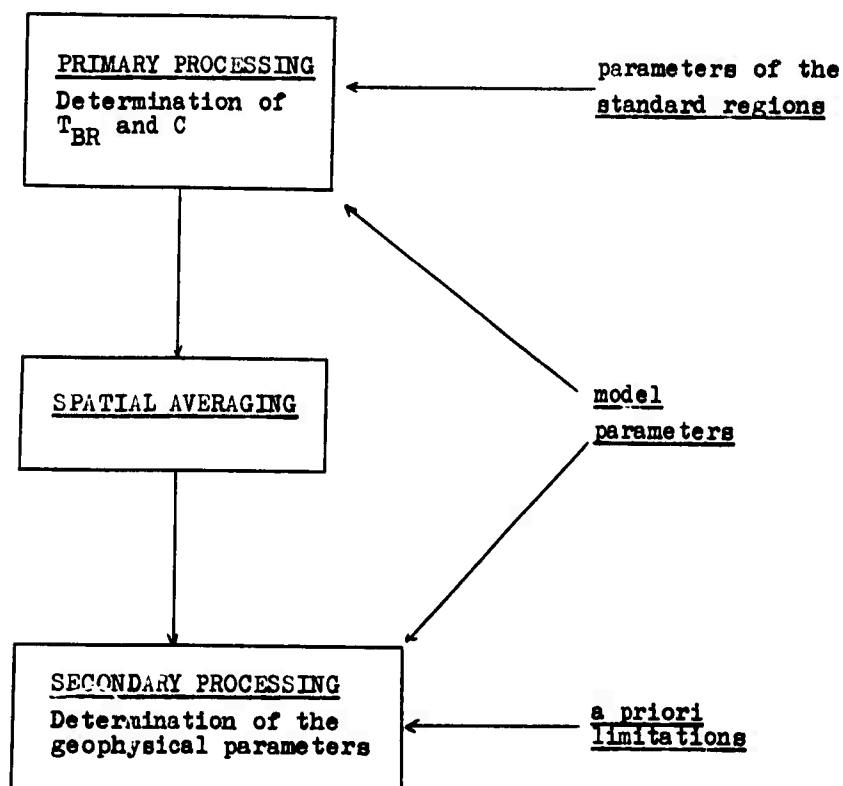 PRIMARY PROCESSING
Determination of
T_BR and C
parameters of the
standard regions
SPATIAL AVERAGING
model
parameters
SECONDARY PROCESSING
Determination of the
geophysical parameters
a priori
limitations